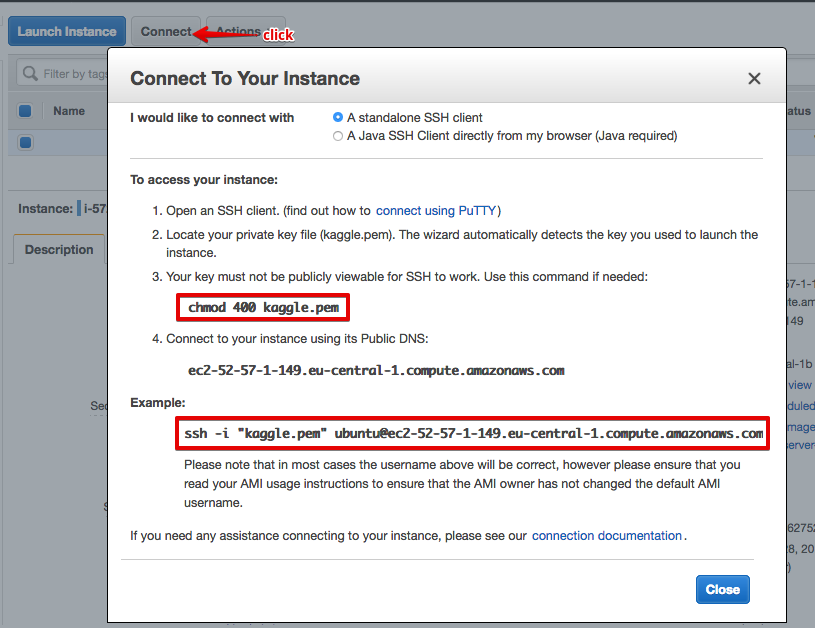 Launch Instance Connect Actions click
Filter by tags
Connect To Your Instance
Name
I would like to connect with A standalone SSH client
A Java SSH Client directly from my browser (Java required)
To access your instance:
1. Open an SSH client. (find out how to connect using PuTTY)
Instance: i-57
2. Locate your private key file (kaggle.pem). The wizard automatically detects the key you used to launch the
instance.
Description
3. Your key must not be publicly viewable for SSH to work. Use this command if needed:
chmod 400 kaggle.pem
149
4. Connect to your instance using its Public DNS:
al-1b
ec2-52-57-1-149.eu-central-1.compute.amazonaws.com
view
Example:
ssh -i "kaggle.pem" ubuntu@ec2-52-57-1-149.eu-central-1.compute.amazonaws.com
Please note that in most cases the username above will be correct, however please ensure that you
read your AMI usage instructions to ensure that the AMI owner has not changed the default AMI
username.
If you need any assistance connecting to your instance, please see our connection documentation.
Close